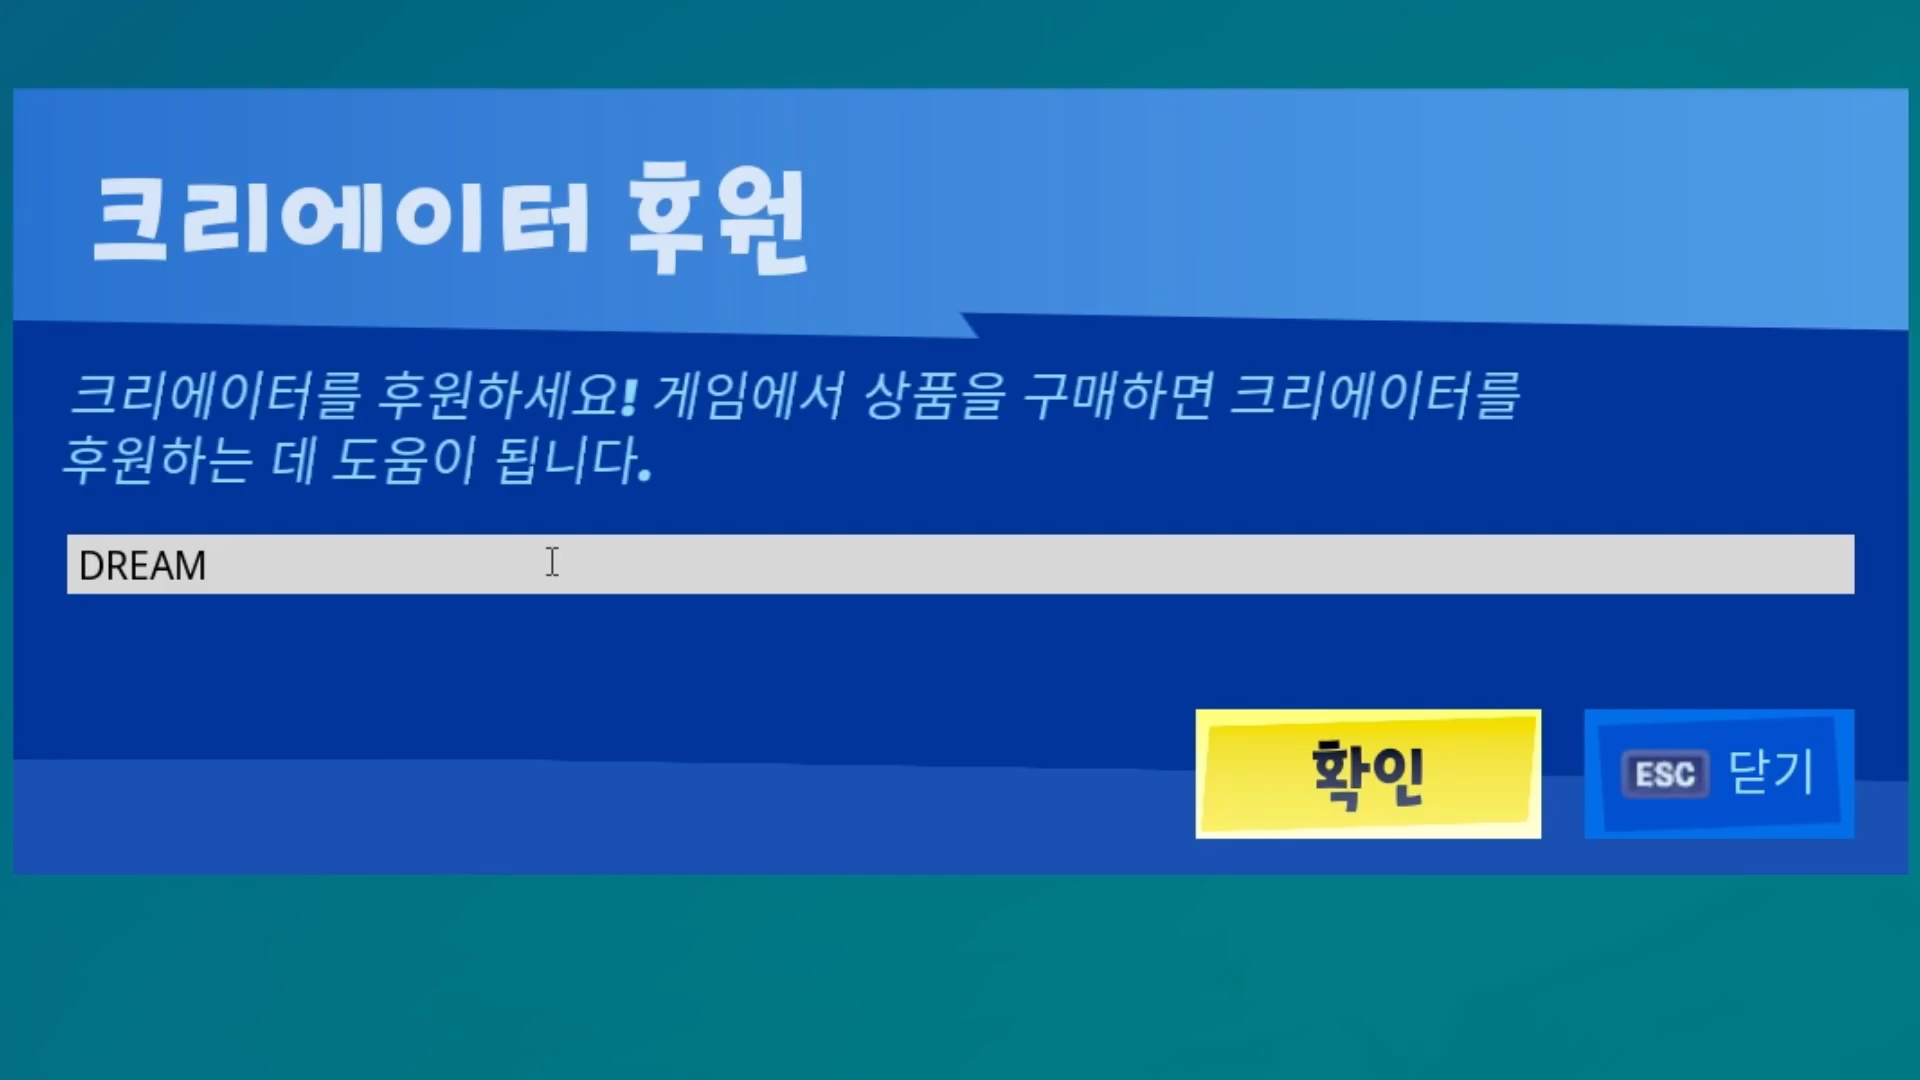 크리에이터 후원
크리에이터를 후원하세요! 게임에서 상품을 구매하면 크리에이터를
후원하는 데 도움이 됩니다.
DREAM
확인
ESC 닫기